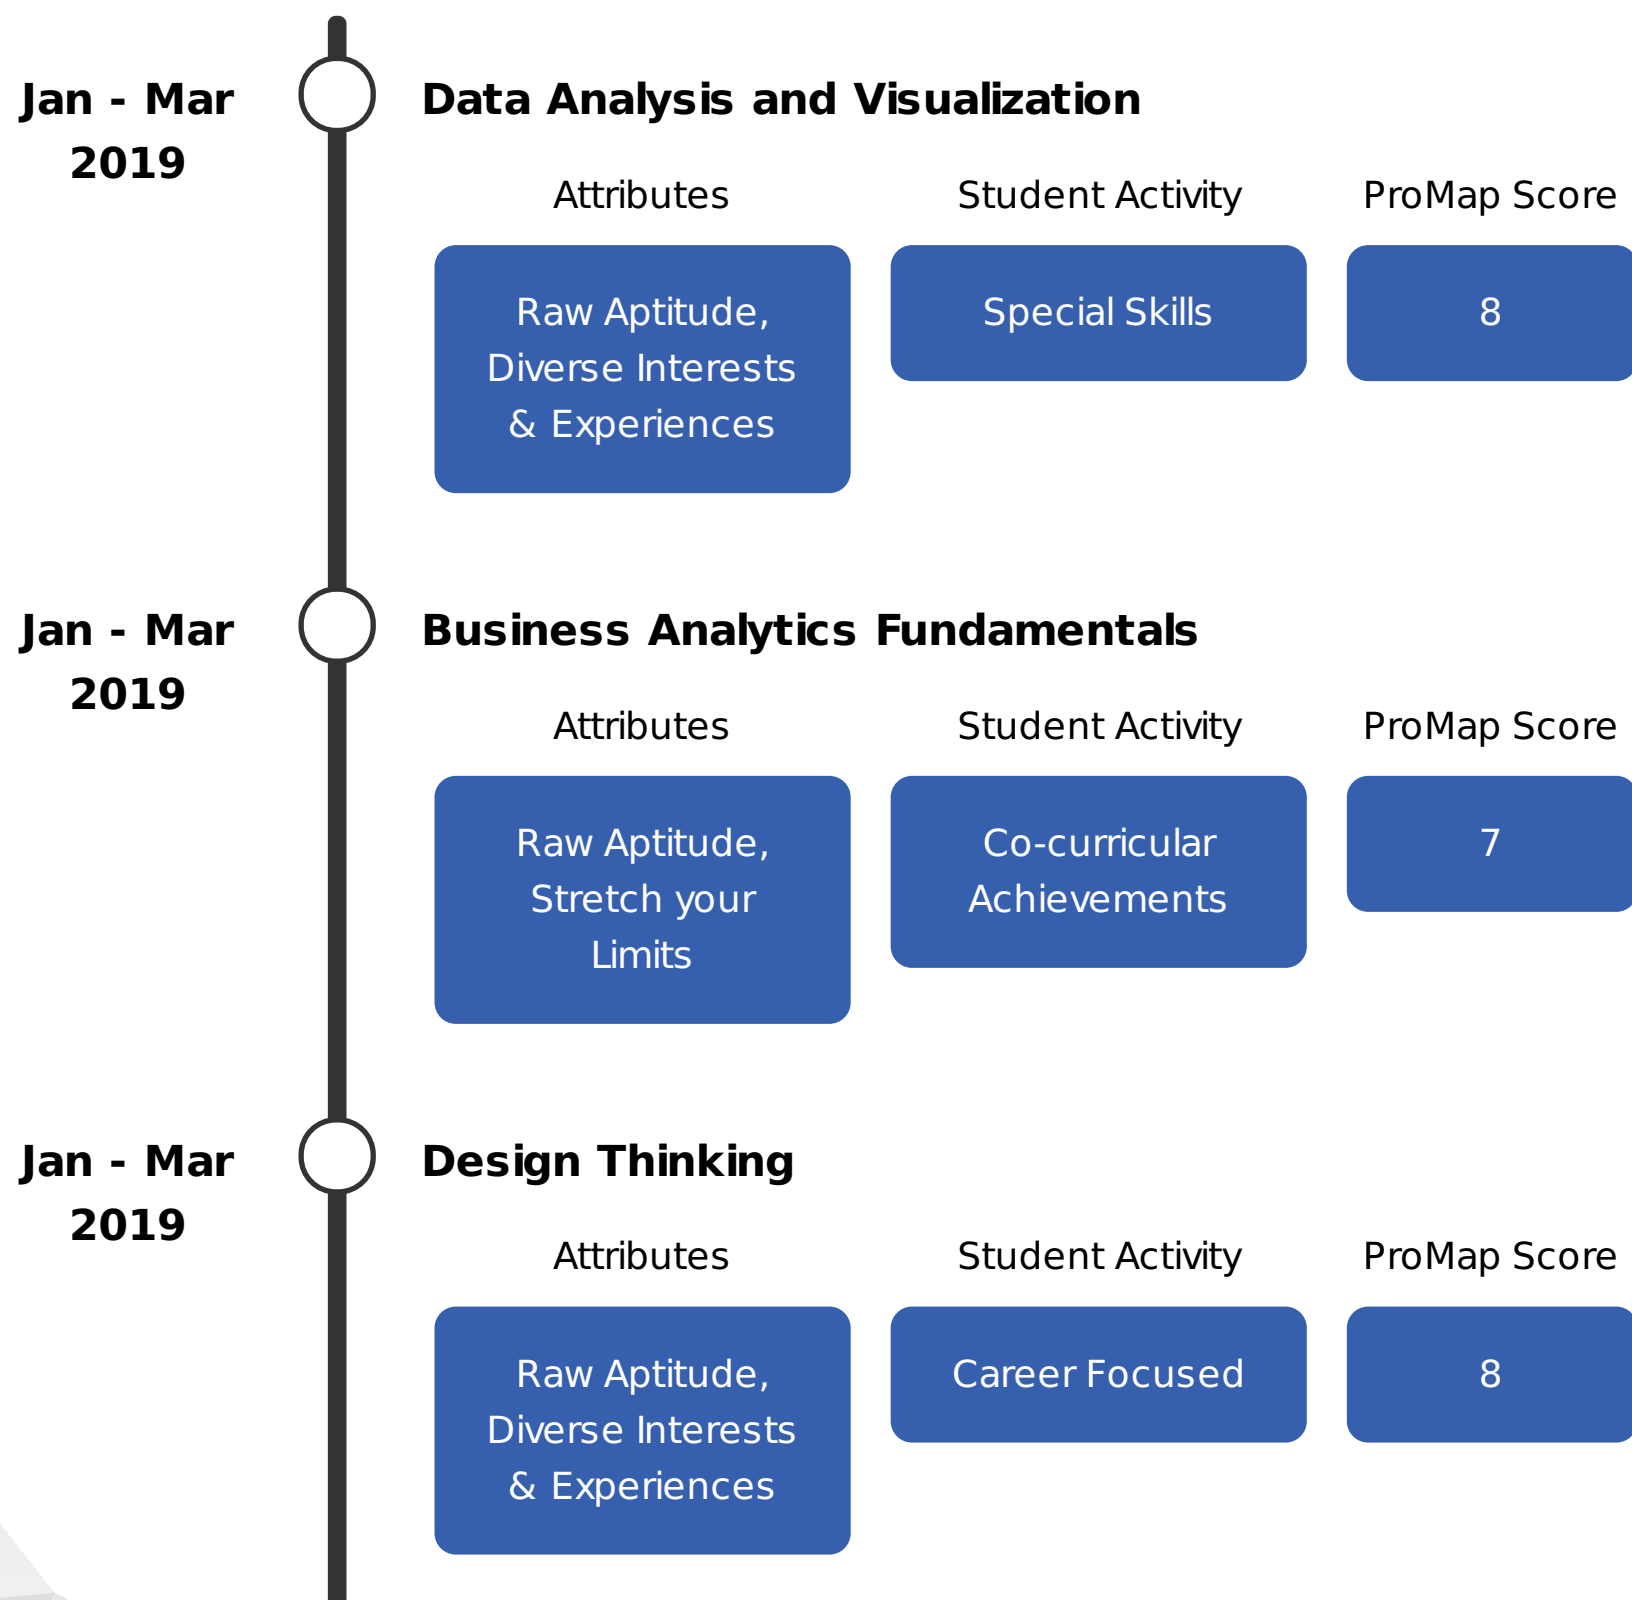 Jan - Mar
2019
Data Analysis and Visualization
Attributes
Student Activity
ProMap Score
Raw Aptitude,
Diverse Interests
& Experiences
Special Skills
8
Jan - Mar
2019
Business Analytics Fundamentals
Attributes
Student Activity
ProMap Score
Raw Aptitude,
Stretch your
Limits
Co-curricular
Achievements
7
Jan - Mar
2019
Design Thinking
Attributes
Student Activity
ProMap Score
Raw Aptitude,
Diverse Interests
& Experiences
Career Focused
8